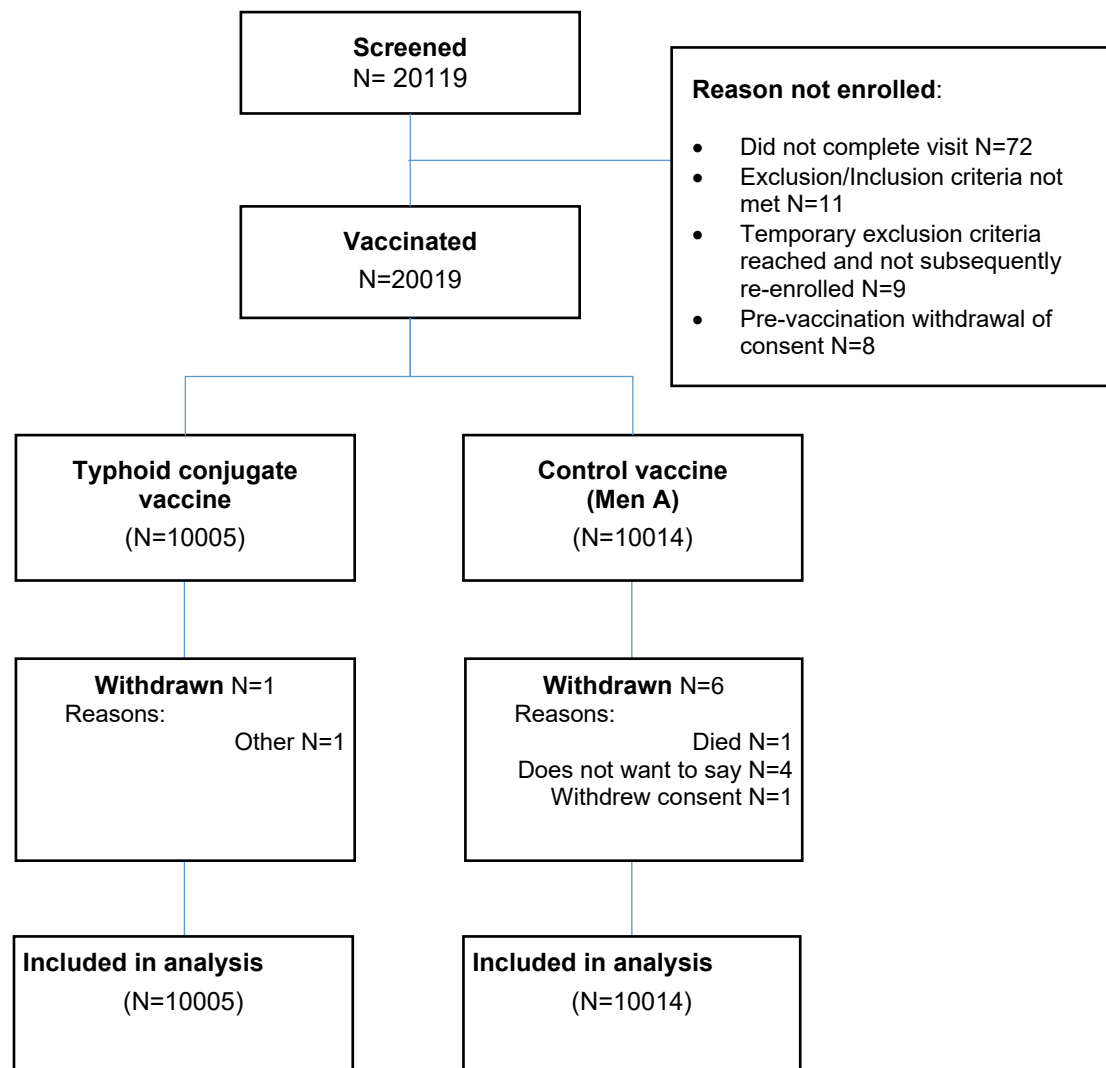 Screened
N= 20119
Reason not enrolled:
• Did not complete visit N=72
• Exclusion/Inclusion criteria not
met N=11
• Temporary exclusion criteria
reached and not subsequently
re-enrolled N=9
• Pre-vaccination withdrawal of
consent N=8
Vaccinated
N=20019
Typhoid conjugate
vaccine
(N=10005)
Control vaccine
(Men A)
(N=10014)
Withdrawn N=1
Reasons:
Other N=1
Withdrawn N=6
Reasons:
Died N=1
Does not want to say N=4
Withdrew consent N=1
Included in analysis
(N=10005)
Included in analysis
(N=10014)